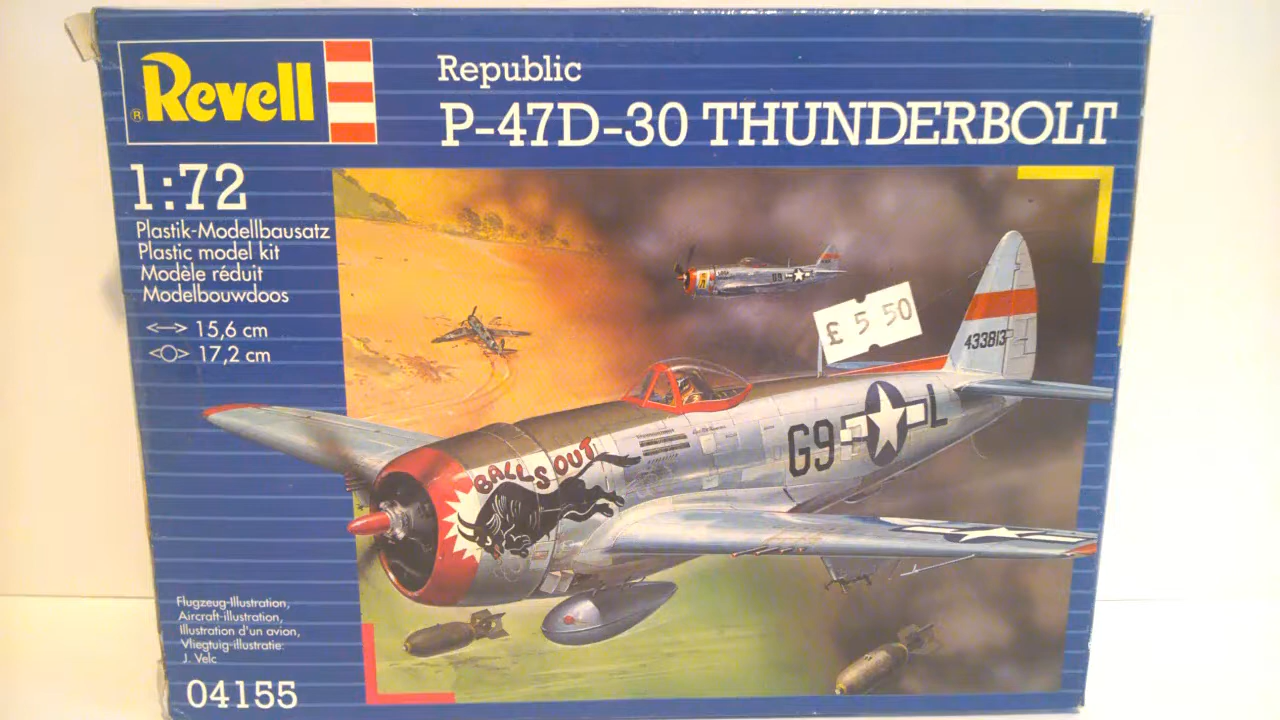 Revell
®
Republic
P-47D-30 THUNDERBOLT
1:72
Plastik-Modellbausatz
Plastic model kit
Modèle réduit
Modelbouwdoos
15,6 cm
17,2 cm
£ 5 50
433813
G9 L
BALLS OUT
G9
Flugzeug-Illustration,
Aircraft-illustration,
Illustration d'un avion,
Vliegtuig-illustratie:
J. Velc
04155